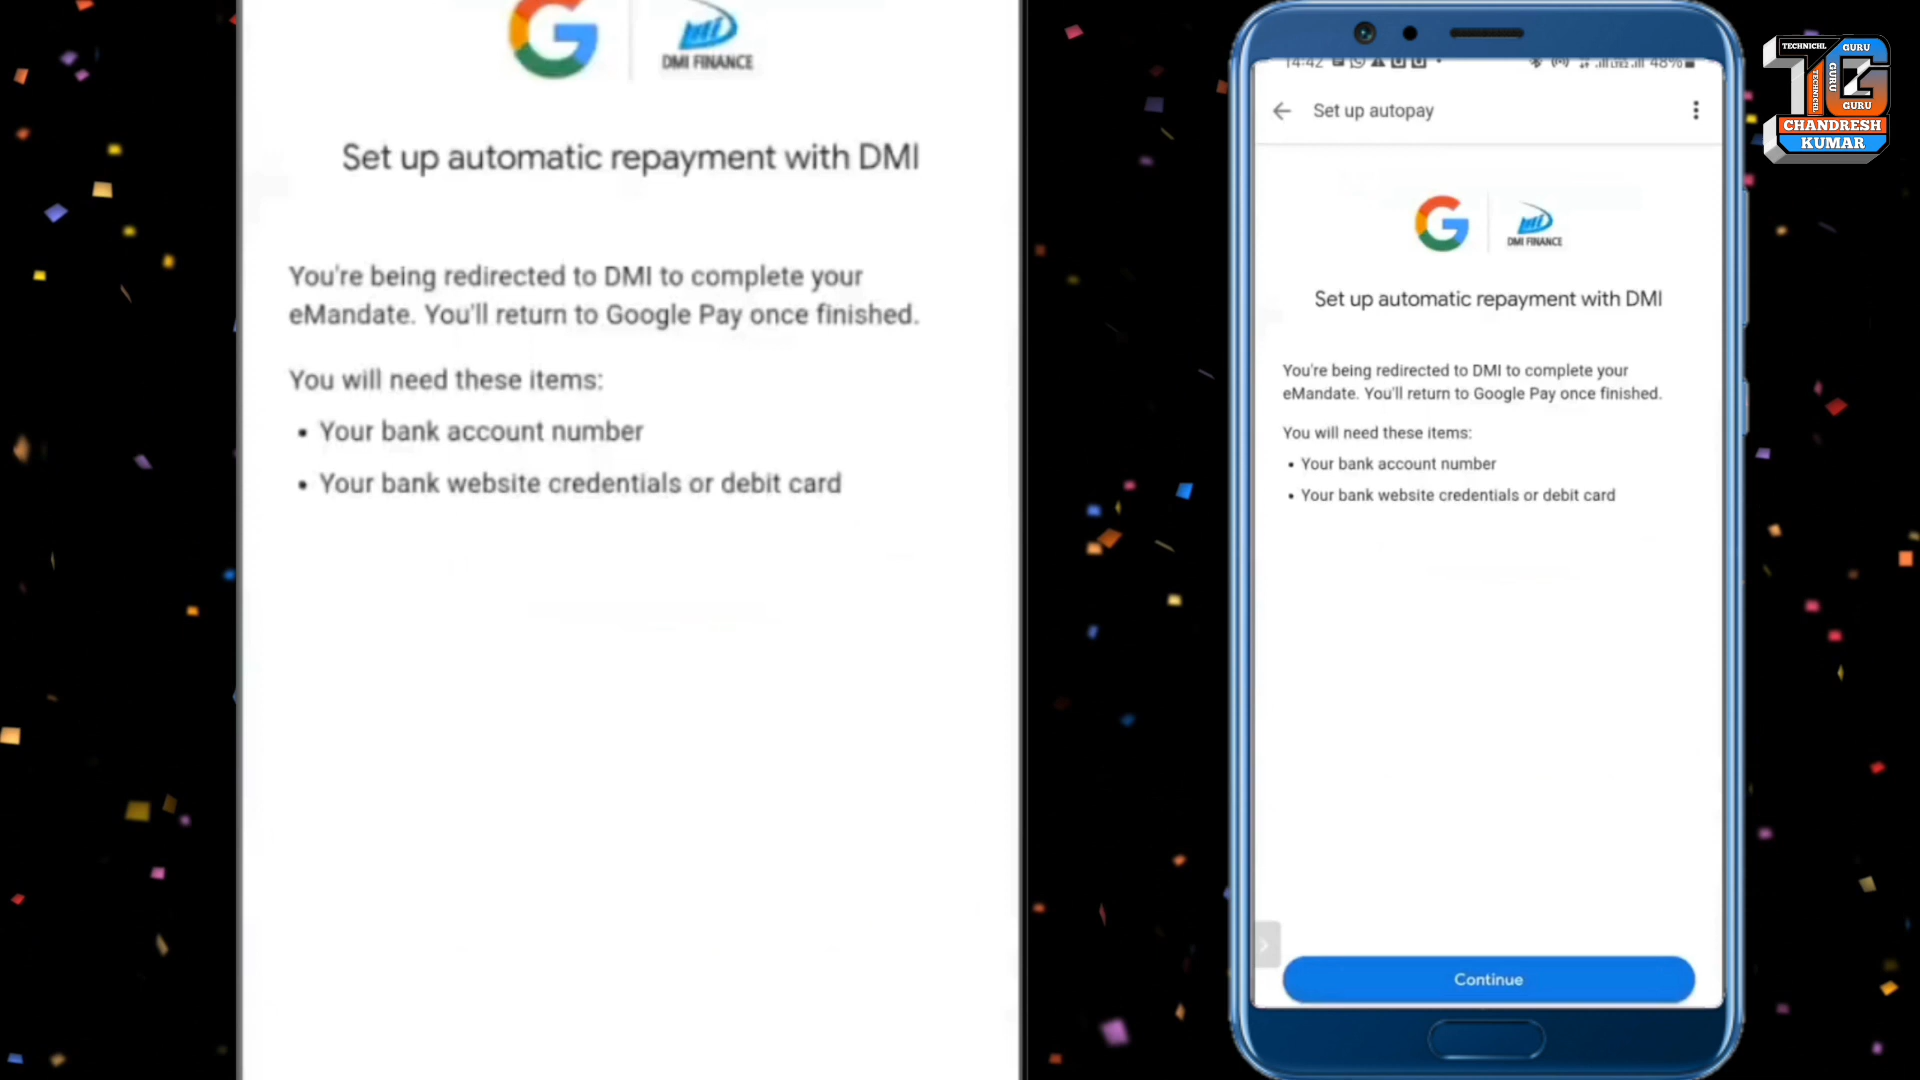 DMI FINANCE
Set up automatic repayment with DMI
You're being redirected to DMI to complete your
eMandate. You'll return to Google Pay once finished.
You will need these items:
• Your bank account number
• Your bank website credentials or debit card
14:42
48%
Set up autopay
DMI FINANCE
Set up automatic repayment with DMI
You're being redirected to DMI to complete your
eMandate. You'll return to Google Pay once finished.
You will need these items:
• Your bank account number
• Your bank website credentials or debit card
Continue
TECHNICHL
GURU
TECHNICHL
GURU
GURU
CHANDRESH
KUMAR